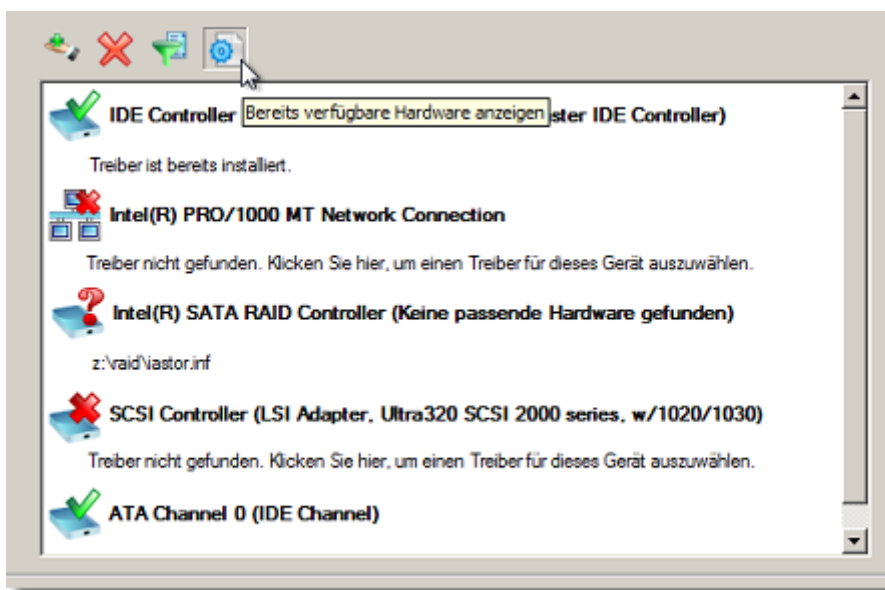 IDE Controller Bereits verfügbare Hardware anzeigen ster IDE Controller)
Treiber ist bereits installiert.
Intel(R) PRO/1000 MT Network Connection
Treiber nicht gefunden. Klicken Sie hier, um einen Treiber für dieses Gerät auszuwählen.
Intel(R) SATA RAID Controller (Keine passende Hardware gefunden)
z:\raid\iastor.inf
SCSI Controller (LSI Adapter, Ultra320 SCSI 2000 series, w/1020/1030)
Treiber nicht gefunden. Klicken Sie hier, um einen Treiber für dieses Gerät auszuwählen.
ATA Channel 0 (IDE Channel)